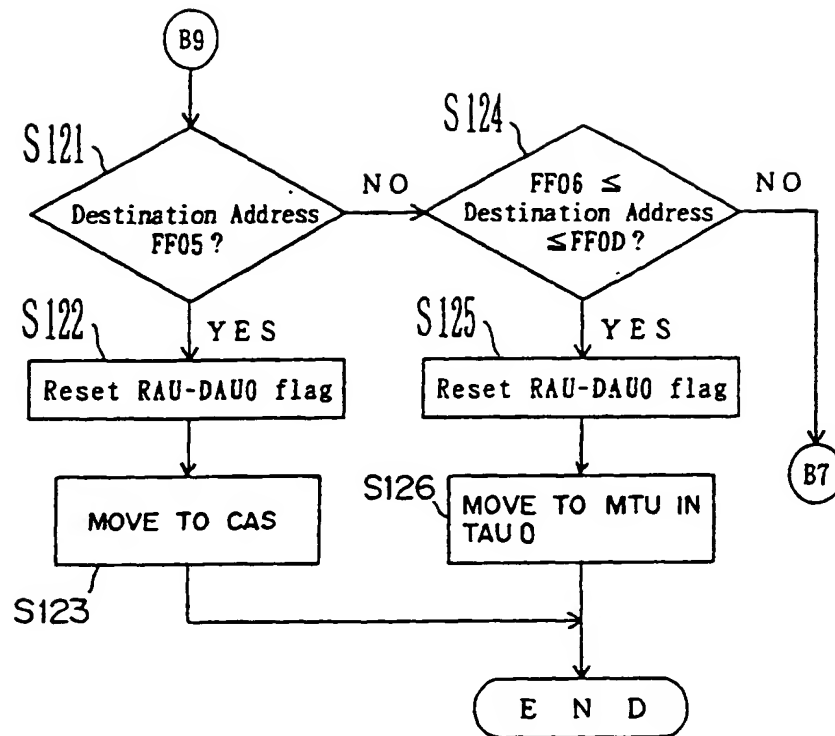 B9
S121
Destination Address
FF05?
NO
S124
FF06 ≤
Destination Address
≤FF0D?
NO
S122
YES
Reset RAU-DAU0 flag
S125
YES
Reset RAU-DAU0 flag
B7
MOVE TO CAS
S123
S126
MOVE TO MTU IN
TAU 0
END